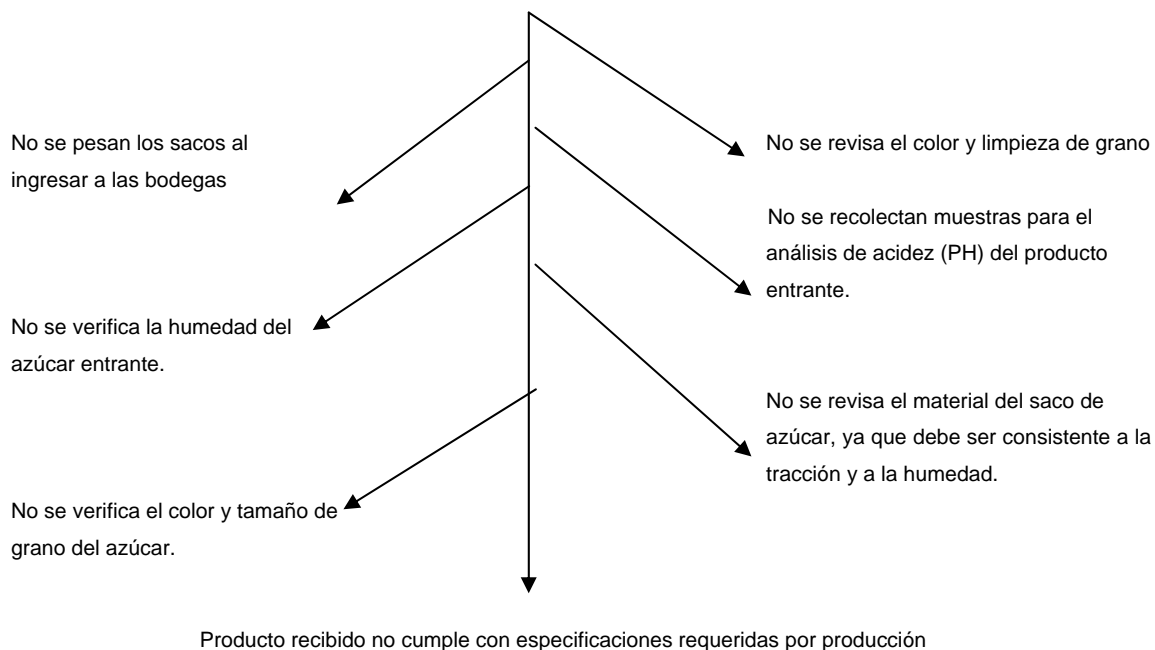 No se pesan los sacos al
ingresar a las bodegas
No se revisa el color y limpieza de grano
No se recolectan muestras para el
análisis de acidez (PH) del producto
entrante.
No se verifica la humedad del
azúcar entrante.
No se revisa el material del saco de
azúcar, ya que debe ser consistente a la
tracción y a la humedad.
No se verifica el color y tamaño de
grano del azúcar.
Producto recibido no cumple con especificaciones requeridas por producción